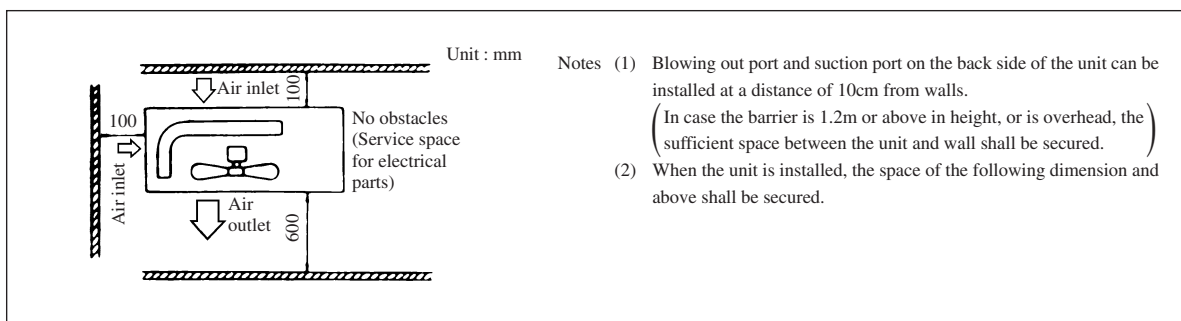 Unit : mm
Air inlet
100
100
Air inlet
No obstacles
(Service space
for electrical
parts)
Air
outlet
600
Notes (1) Blowing out port and suction port on the back side of the unit can be
installed at a distance of 10cm from walls.
(In case the barrier is 1.2m or above in height, or is overhead, the
sufficient space between the unit and wall shall be secured.)
(2) When the unit is installed, the space of the following dimension and
above shall be secured.